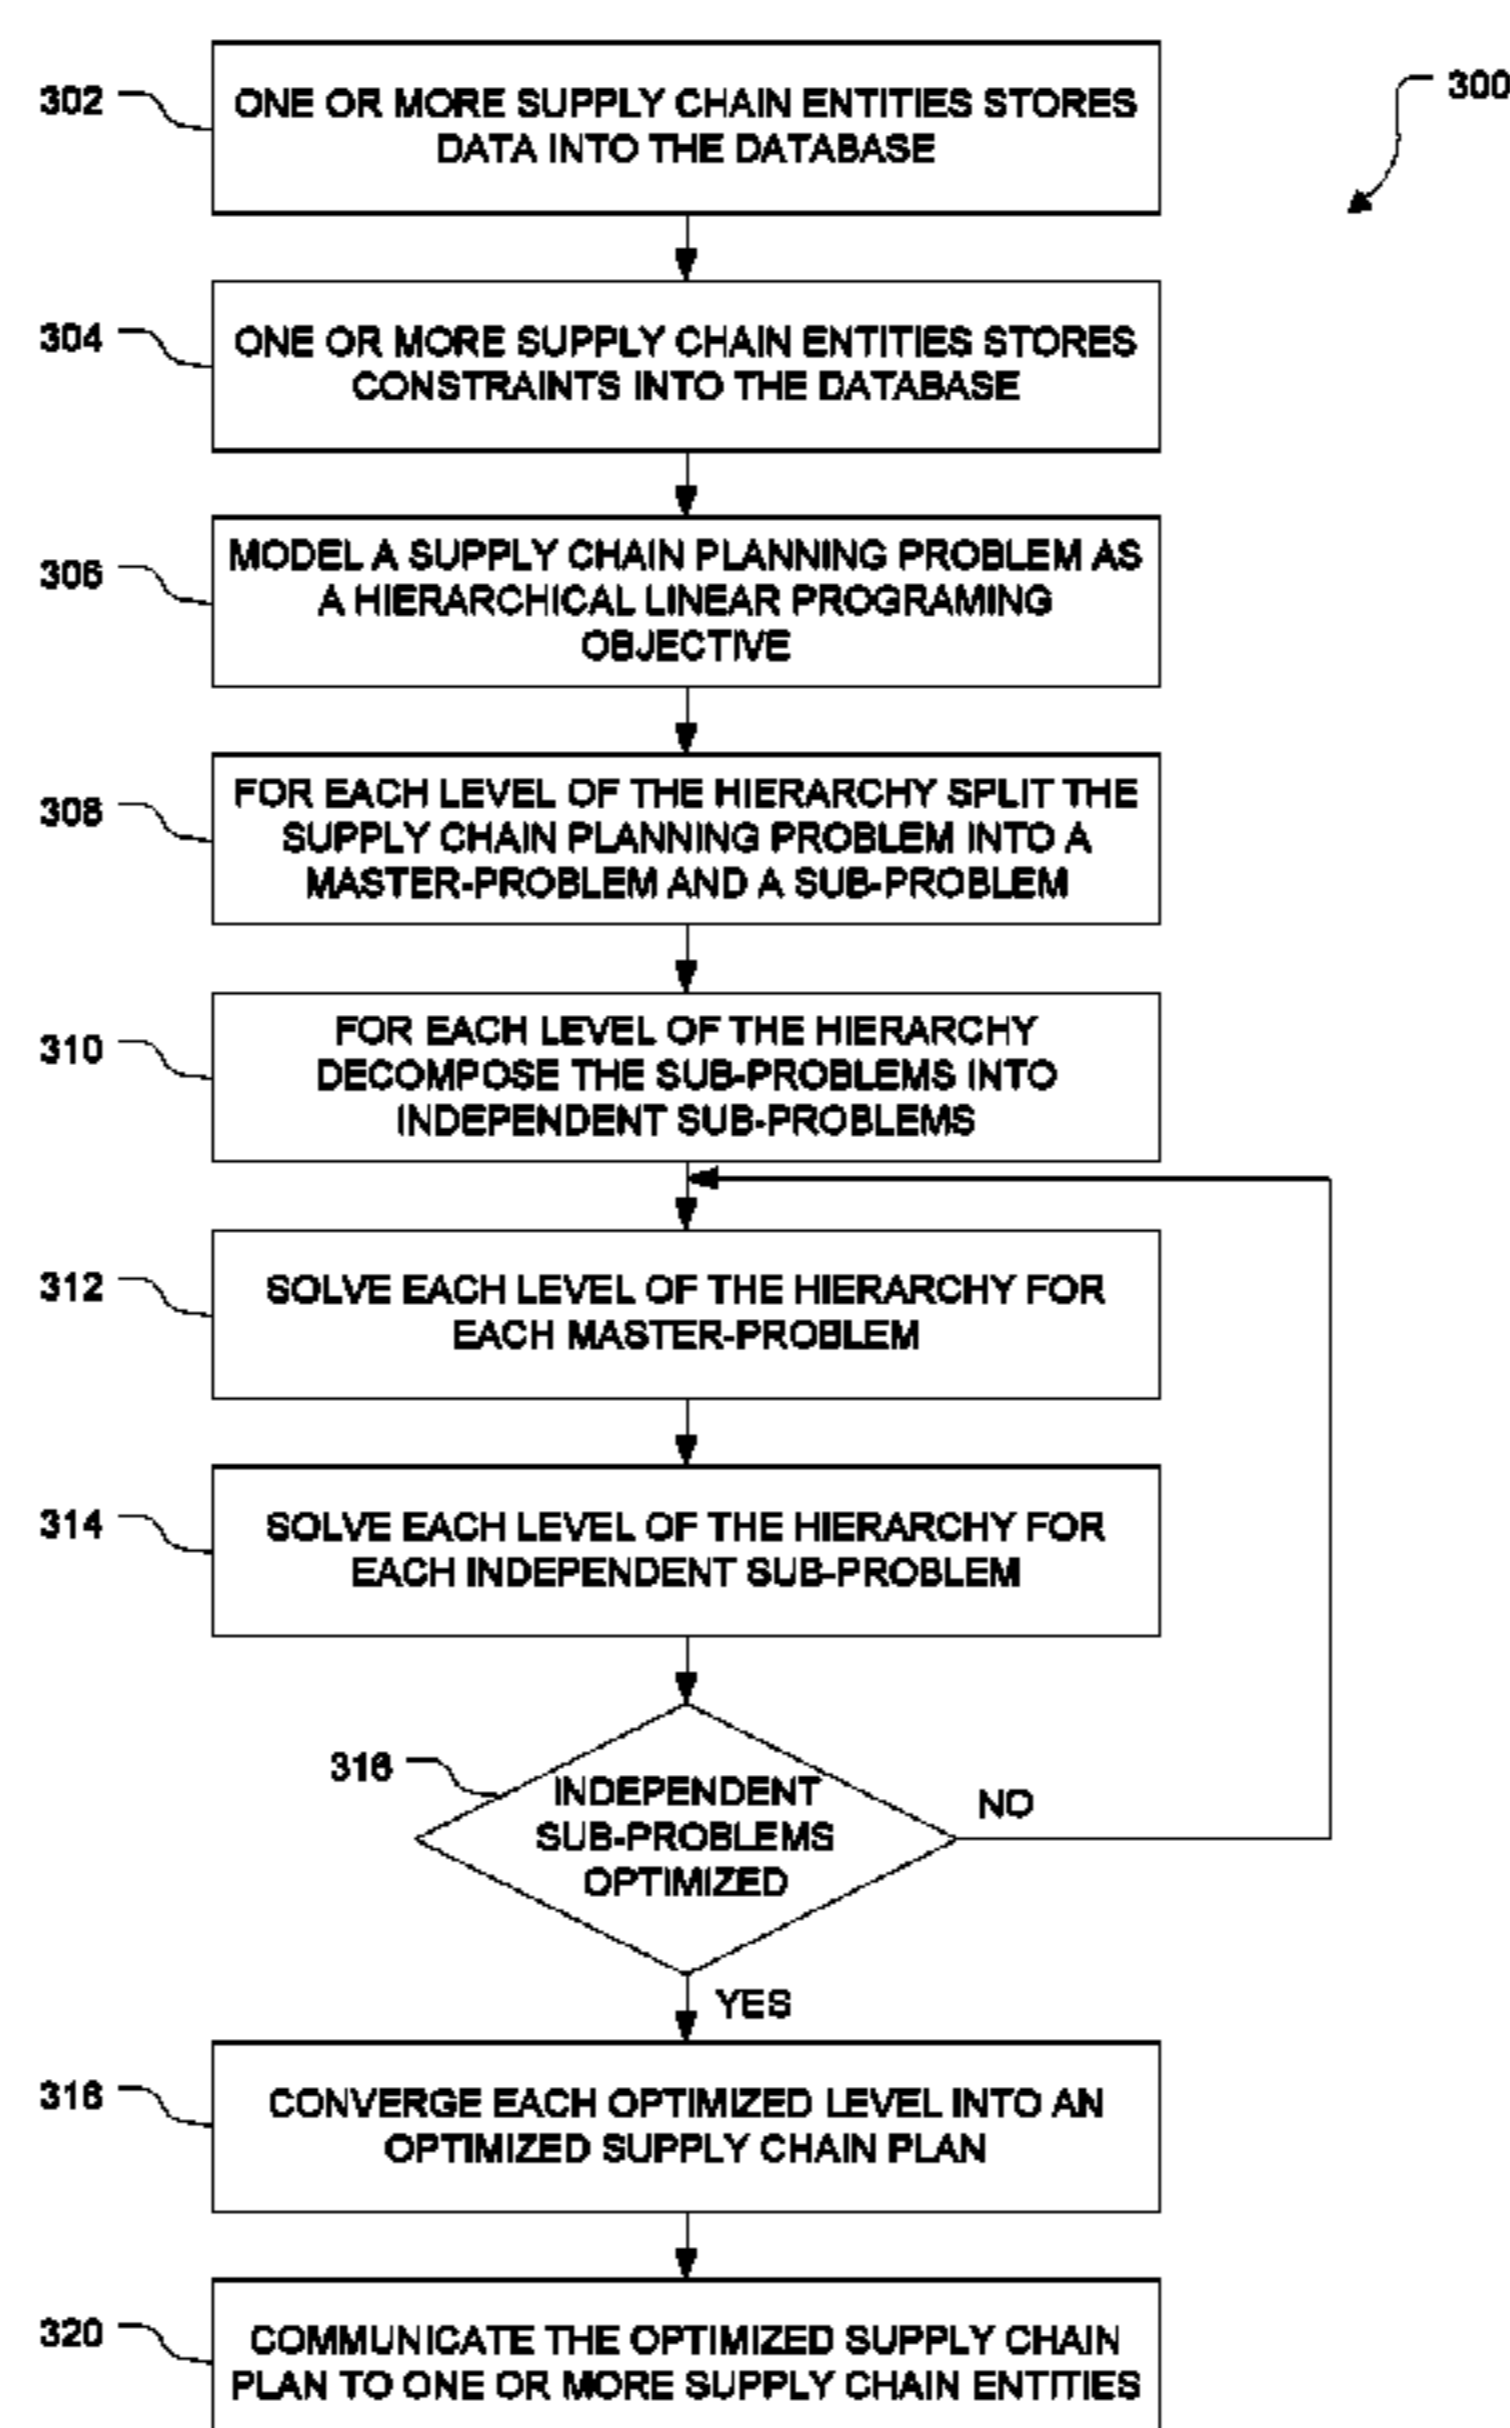 300
302
ONE OR MORE SUPPLY CHAIN ENTITIES STORES
DATA INTO THE DATABASE
304
ONE OR MORE SUPPLY CHAIN ENTITIES STORES
CONSTRAINTS INTO THE DATABASE
306
MODEL A SUPPLY CHAIN PLANNING PROBLEM AS
A HIERARCHICAL LINEAR PROGRAMING
OBJECTIVE
308
FOR EACH LEVEL OF THE HIERARCHY SPLIT THE
SUPPLY CHAIN PLANNING PROBLEM INTO A
MASTER-PROBLEM AND A SUB-PROBLEM
310
FOR EACH LEVEL OF THE HIERARCHY
DECOMPOSE THE SUB-PROBLEMS INTO
INDEPENDENT SUB-PROBLEMS
312
SOLVE EACH LEVEL OF THE HIERARCHY FOR
EACH MASTER-PROBLEM
314
SOLVE EACH LEVEL OF THE HIERARCHY FOR
EACH INDEPENDENT SUB-PROBLEM
316
INDEPENDENT
SUB-PROBLEMS
OPTIMIZED
NO
YES
318
CONVERGE EACH OPTIMIZED LEVEL INTO AN
OPTIMIZED SUPPLY CHAIN PLAN
320
COMMUNICATE THE OPTIMIZED SUPPLY CHAIN
PLAN TO ONE OR MORE SUPPLY CHAIN ENTITIES